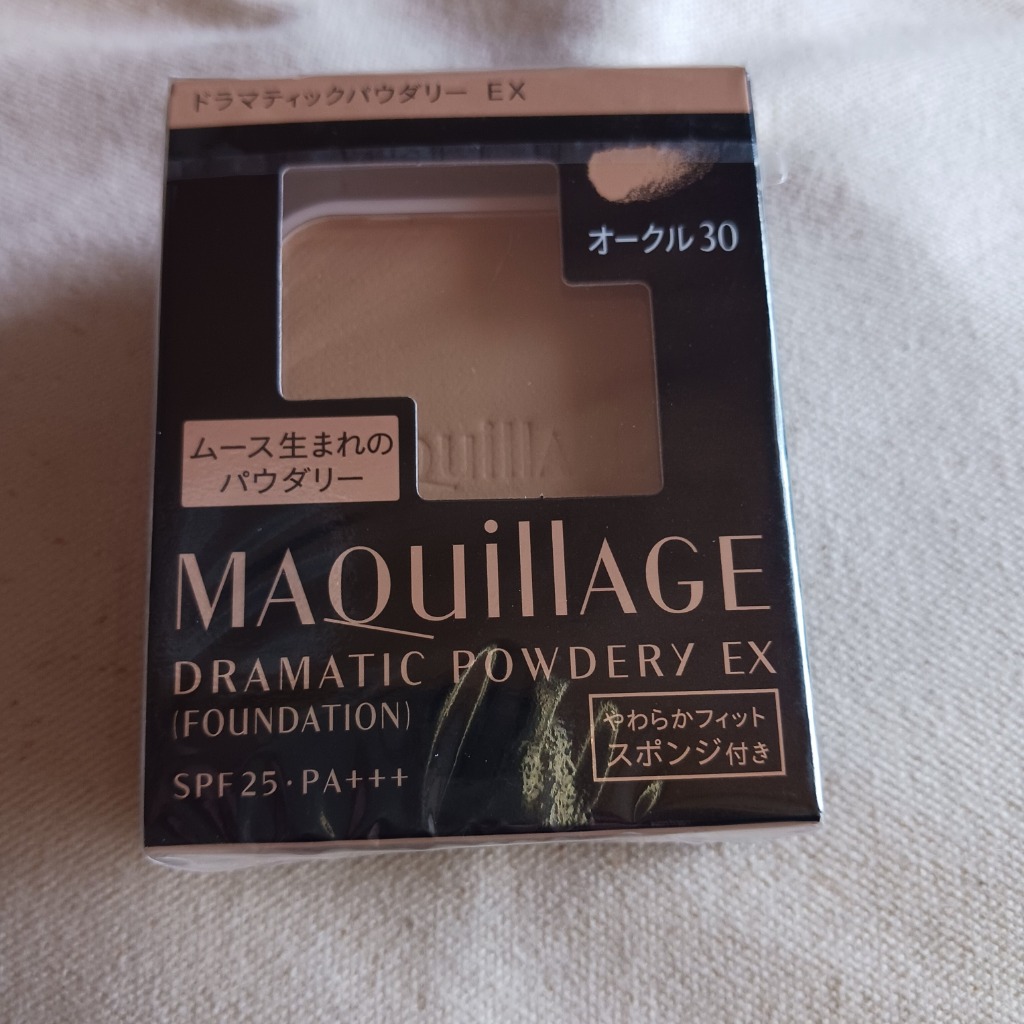 ドラマティックパウダリー EX
オークル30
quillA
ムース生まれの
パウダリー
MAQuillAGE
DRAMATIC POWDERY EX
(FOUNDATION)
SPF25・PA+++
やわらかフィット
スポンジ付き